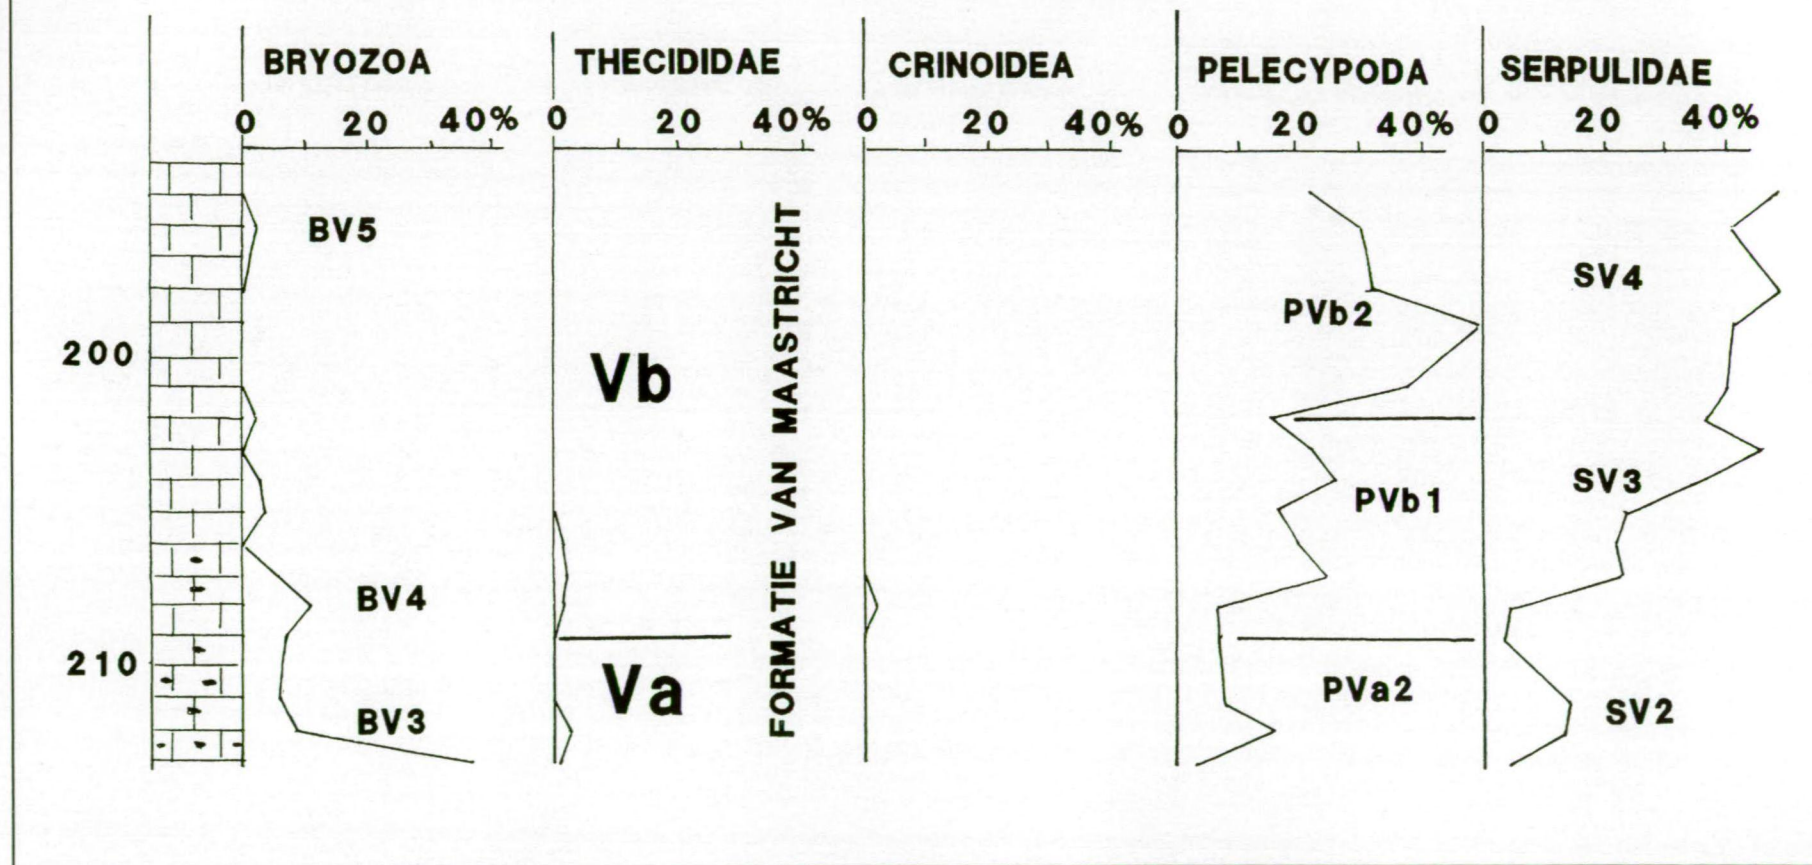 BRYOZOA THECIDIDAE CRINOIDEA PELECYPODA SERPULIDAE
0 20 40% 0 20 40% 0 20 40% 0 20 40% 0 20 40%
BV5
SV4
PVb2
200
Vb
FORMATIE VAN MAASTRICHT
SV3
PVb1
BV4
210
Va
PVa2
BV3
SV2